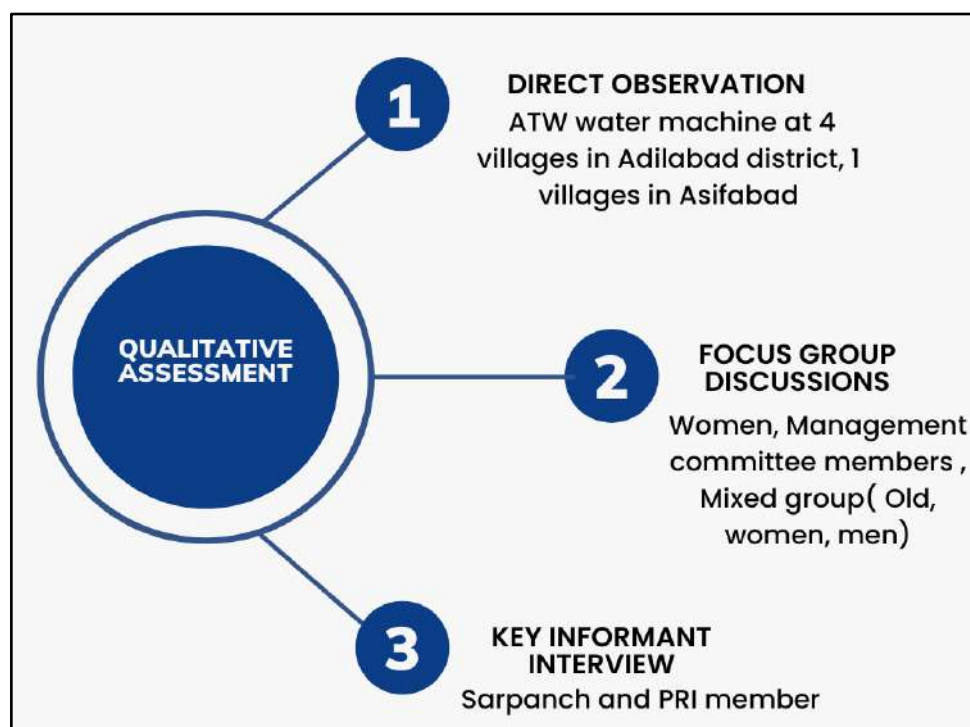 QUALITATIVE
ASSESSMENT
1
DIRECT OBSERVATION
ATW water machine at 4
villages in Adilabad district, 1
villages in Asifabad
2
FOCUS GROUP
DISCUSSIONS
Women, Management
committee members ,
Mixed group( Old,
women, men)
3
KEY INFORMANT
INTERVIEW
Sarpanch and PRI member